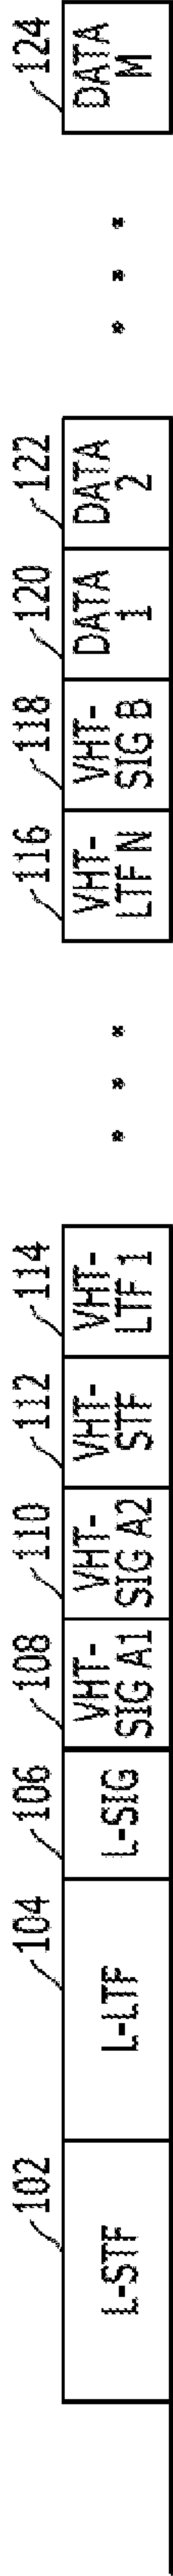 102
104
106
108
110
112
114
116
118
120
122
124
L-STF
L-LTF
L-SIG
VHT-
SIG A1
VHT-
SIG A2
VHT-
STF
VHT-
LTF 1
VHT-
LTF N
VHT-
SIG B
DATA
1
DATA
2
DATA
M